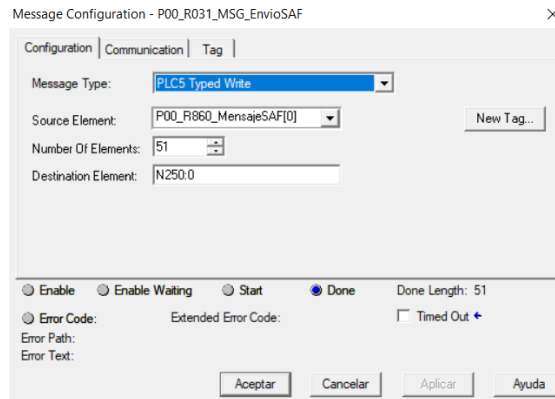 Message Configuration - P00_R031_MSG_EnvioSAF
Configuration Communication Tag
Message Type: PLC5 Typed Write
Source Element: P00_R860_MensajeSAF[0] New Tag...
Number Of Elements: 51
Destination Element: N250:0
Enable Enable Waiting Start Done Done Length: 51
Error Code: Extended Error Code: Timed Out
Error Path:
Error Text:
Aceptar Cancelar Aplicar Ayuda